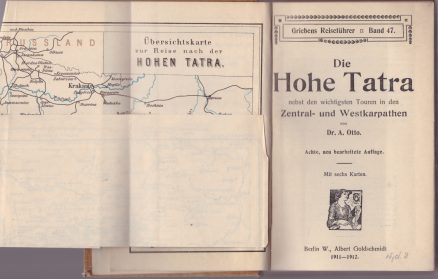 RUSSLAND
Übersichtskarte
zur Reise nach der
HOHEN TATRA.
Krakau
Griebens Reiseführer Band 47.
Die
Hohe Tatra
nebst den wichtigsten Touren in den
Zentral- und Westkarpathen
von
Dr. A. Otto.
Achte, neu bearbeitete Auflage.
Mit sechs Karten.
Berlin W., Albert Goldschmidt
1911—1912.